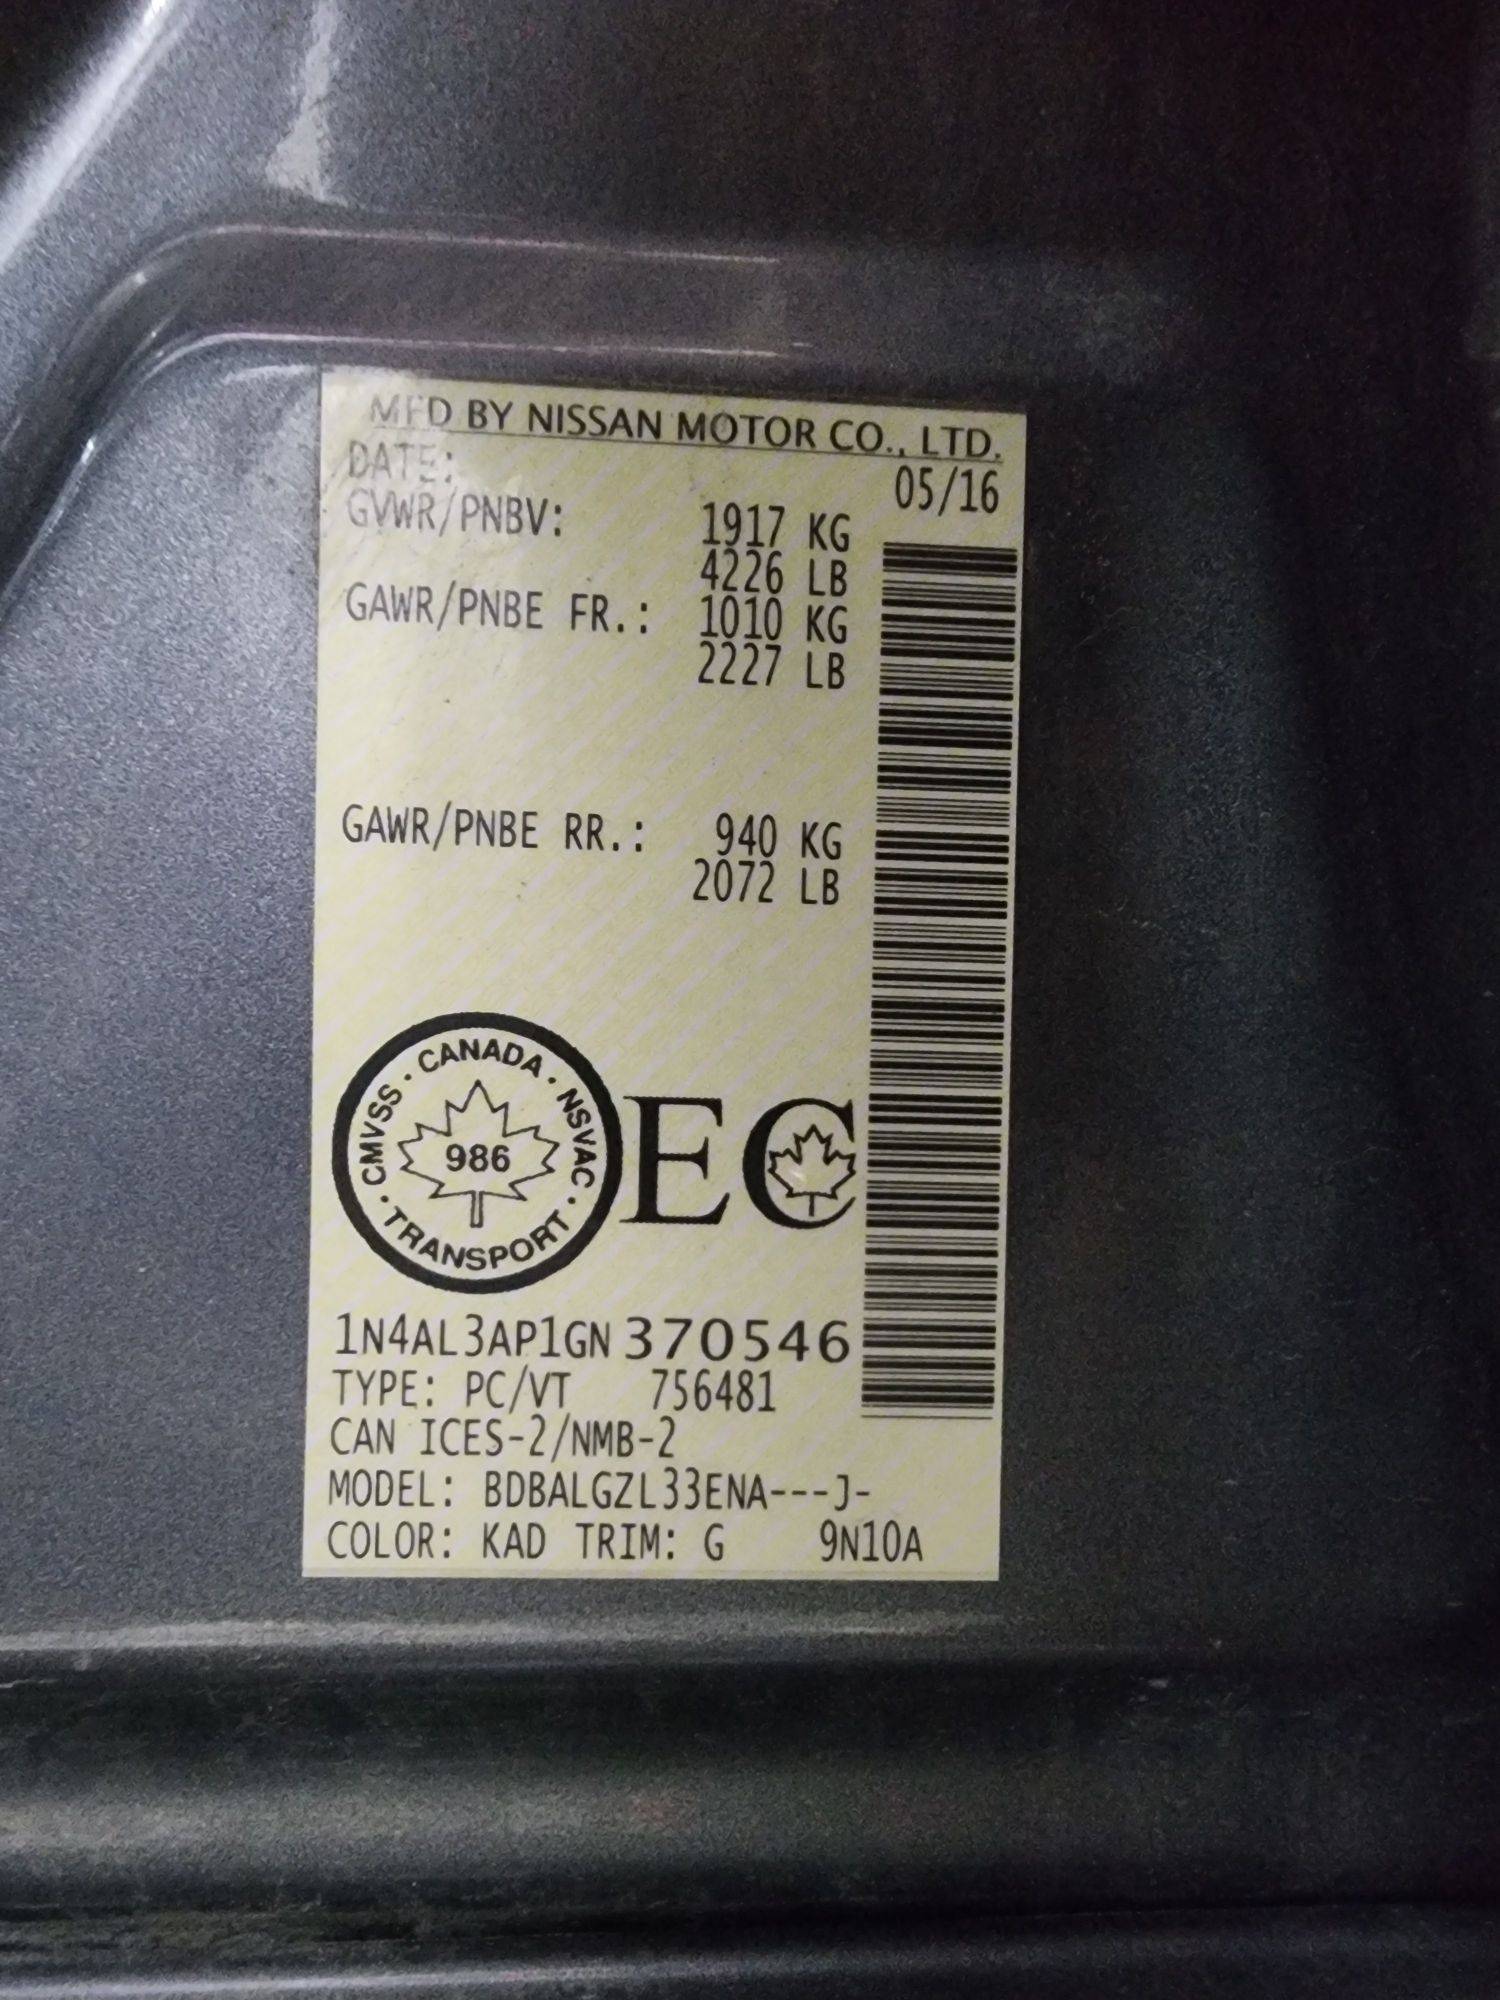 MFD BY NISSAN MOTOR CO., LTD.
DATE: 05/16
GVWR/PNBV: 1917 KG
4226 LB
GAWR/PNBE FR.: 1010 KG
2227 LB
GAWR/PNBE RR.: 940 KG
2072 LB
CMVSS · CANADA · NSVAC · TRANSPORT ·
986
EC
1N4AL3AP1GN370546
TYPE: PC/VT 756481
CAN ICES-2/NMB-2
MODEL: BDBALGZL33ENA---J-
COLOR: KAD TRIM: G 9N10A